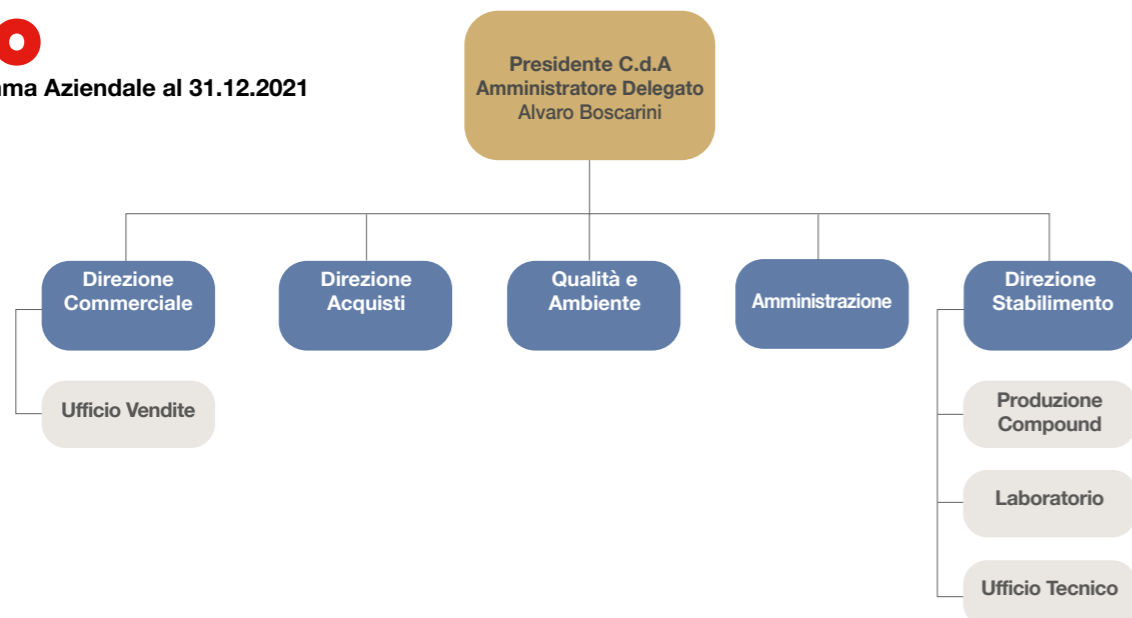 o
ma Aziendale al 31.12.2021
Presidente C.d.A
Amministratore Delegato
Alvaro Boscarini
Direzione
Commerciale
Direzione
Acquisti
Qualità e
Ambiente
Amministrazione
Direzione
Stabilimento
Ufficio Vendite
Produzione
Compound
Laboratorio
Ufficio Tecnico